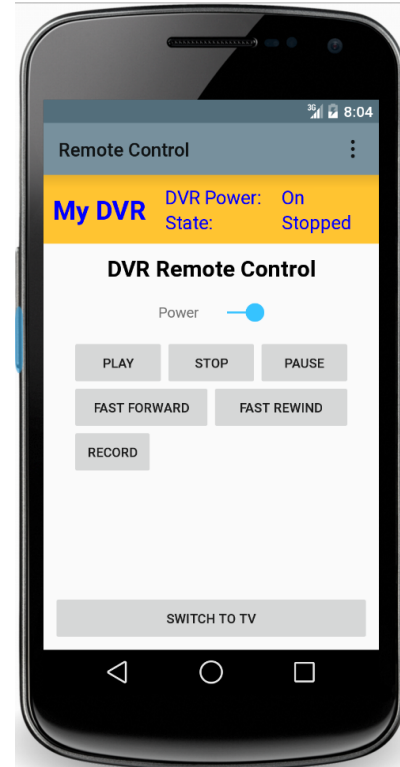 3G 8:04
Remote Control
My DVR
DVR Power: On
State: Stopped
DVR Remote Control
Power
PLAY STOP PAUSE
FAST FORWARD FAST REWIND
RECORD
SWITCH TO TV